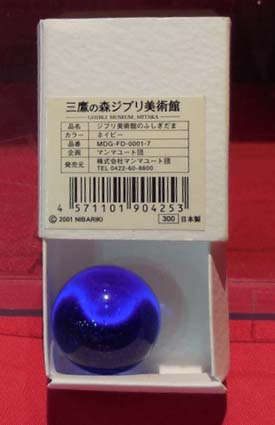 三鷹の森ジブリ美術館
GHIBLI MUSEUM, MITAKA
品名 ジブリ美術館のふしぎだま
カラー ネイビー
品番 MDG-FD-0001-7
企画 マンマユート団
発売元 株式会社マンマユート団
TEL 0422-60-8800
4 571101 904253
© 2001 NIBARIKI 300 日本製